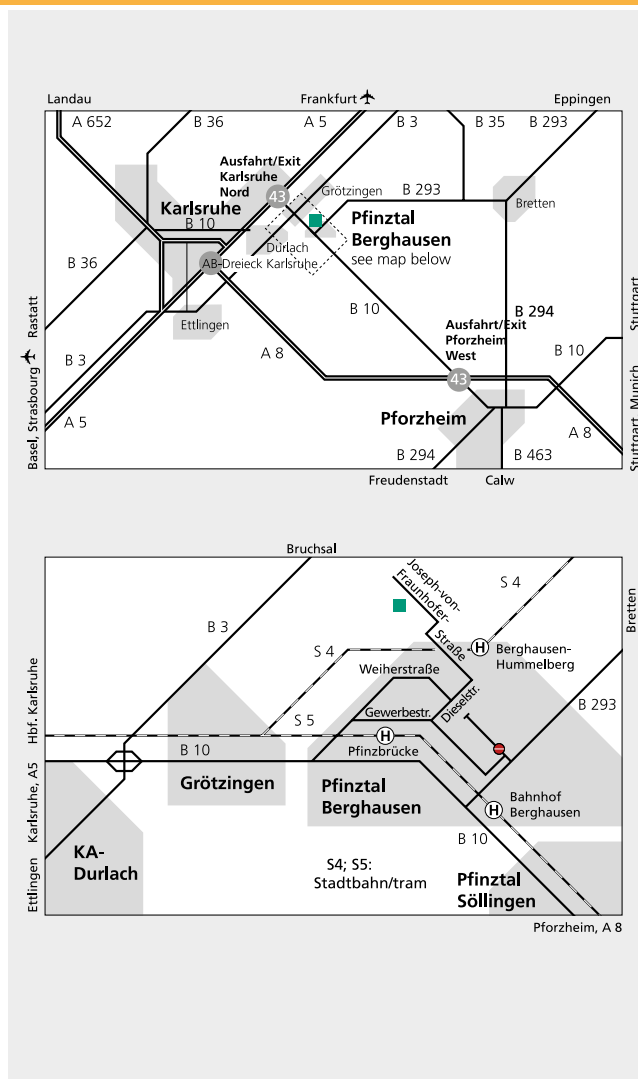 Landau
Frankfurt
Eppingen
A 652
B 36
A 5
B 3
B 35
B 293
Ausfahrt/Exit
Karlsruhe
Nord
43
Grötzingen
B 293
Bretten
Karlsruhe
B 10
Pfinztal
Berghausen
see map below
Durlach
AB-Dreieck Karlsruhe
B 36
Ettlingen
B 10
B 294
Ausfahrt/Exit
Pforzheim
West
43
B 10
B 3
A 8
A 5
Pforzheim
A 8
B 294
B 463
Freudenstadt
Calw
Basel, Strasbourg
Rastatt
Stuttgart
Stuttgart, Munich
Bruchsal
Joseph-von-
Fraunhofer-
Straße
S 4
B 3
S 4
H
Berghausen-
Hummelberg
Weiherstraße
Dieselstr.
B 293
Gewerbestr.
S 5
H
Pfinzbrücke
B 10
Grötzingen
Pfinztal
Berghausen
H
Bahnhof
Berghausen
B 10
KA-
Durlach
S4; S5:
Stadtbahn/tram
Pfinztal
Söllingen
Hbf. Karlsruhe
Karlsruhe, A5
Ettlingen
Bretten
Pforzheim, A 8